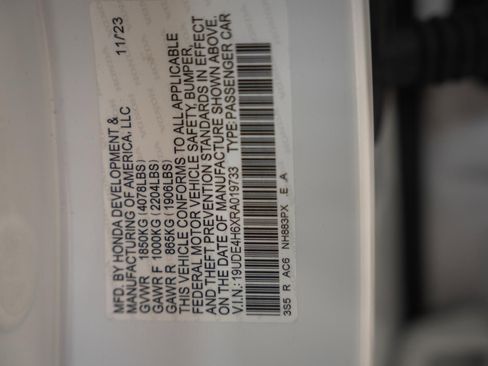 MFD. BY HONDA DEVELOPMENT & 11/23
MANUFACTURING OF AMERICA, LLC
GVWR 1850KG (4078LBS)
GAWR F 1000KG (2204LBS)
GAWR R 865KG (1906LBS)
THIS VEHICLE CONFORMS TO ALL APPLICABLE
FEDERAL MOTOR VEHICLE SAFETY, BUMPER,
AND THEFT PREVENTION STANDARDS IN EFFECT
ON THE DATE OF MANUFACTURE SHOWN ABOVE.
V.I.N.: 19UDE4H6XRA019733 TYPE: PASSENGER CAR
3S5 R AC6 NH883PX E A